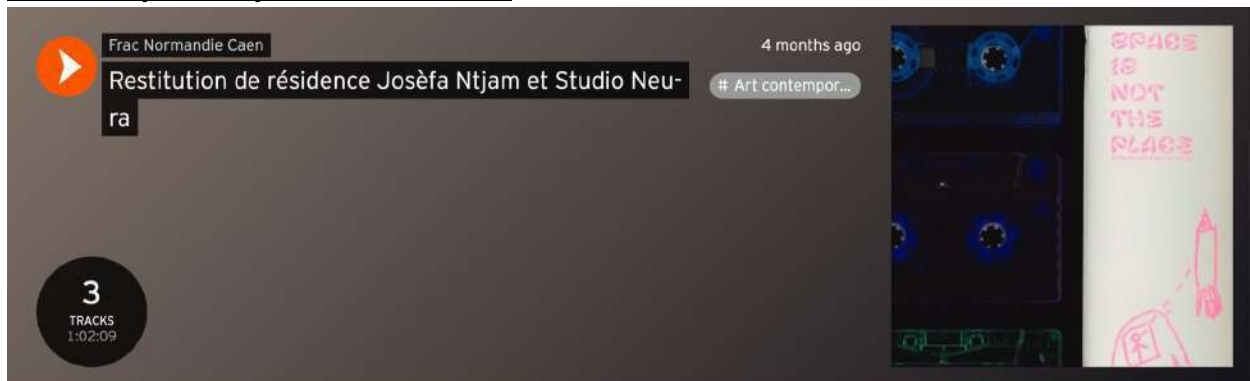 Frac Normandie Caen
4 months ago
Restitution de résidence Josèfa Ntjam et Studio Neu-
ra
# Art contempor...
SPACE
IS
NOT
THE
PLACE
3
TRACKS
1:02:09